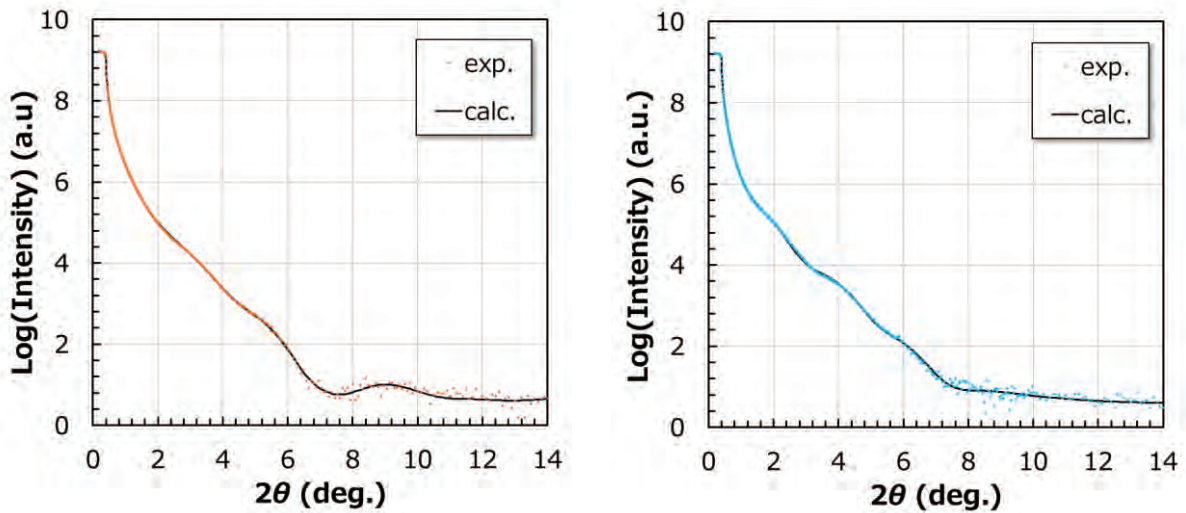 10
8
6
4
2
0
Log(Intensity) (a.u)
exp.
calc.
0 2 4 6 8 10 12 14
2θ (deg.)
10
8
6
4
2
0
Log(Intensity) (a.u.)
exp.
calc.
0 2 4 6 8 10 12 14
2θ (deg.)